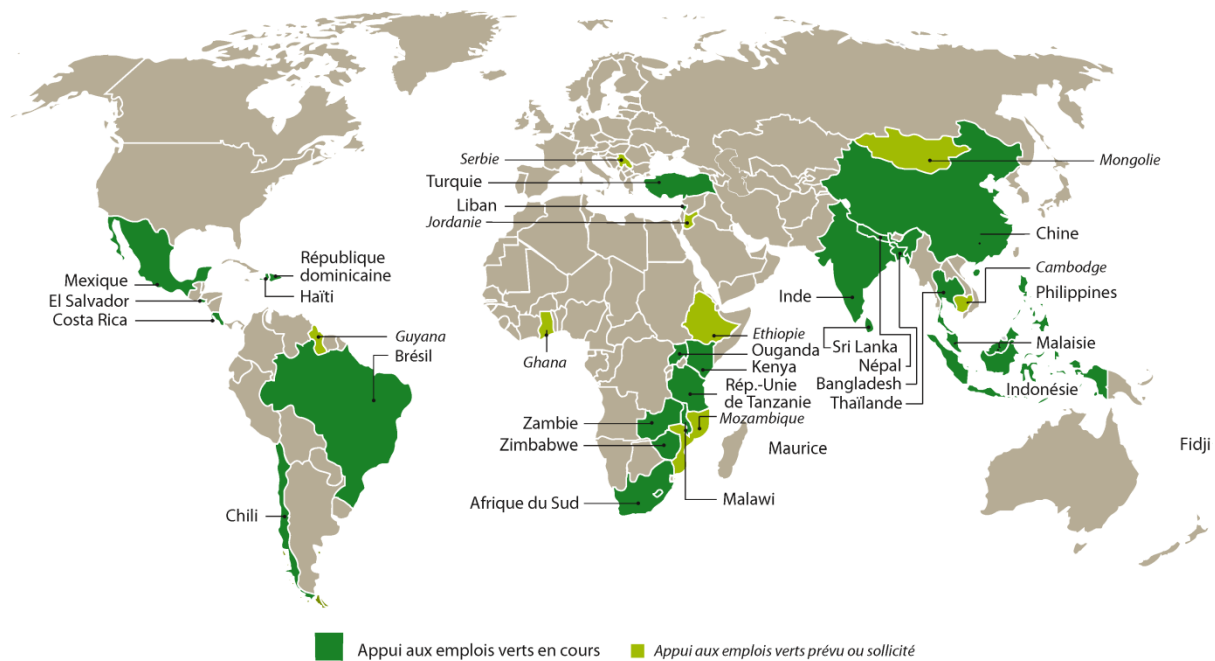 Serbie
Mongolie
Turquie
Liban
Jordanie
Chine
République
dominicaine
Mexique
Cambodge
El Salvador
Haïti
Philippines
Inde
Costa Rica
Guyana
Ethiopie
Brésil
Ghana
Ouganda
Sri Lanka
Malaisie
Kenya
Népal
Rép.-Unie
de Tanzanie
Bangladesh
Indonésie
Thaïlande
Mozambique
Zambie
Zimbabwe
Maurice
Fidji
Afrique du Sud
Malawi
Chili
Appui aux emplois verts en cours
Appui aux emplois verts prévu ou sollicité